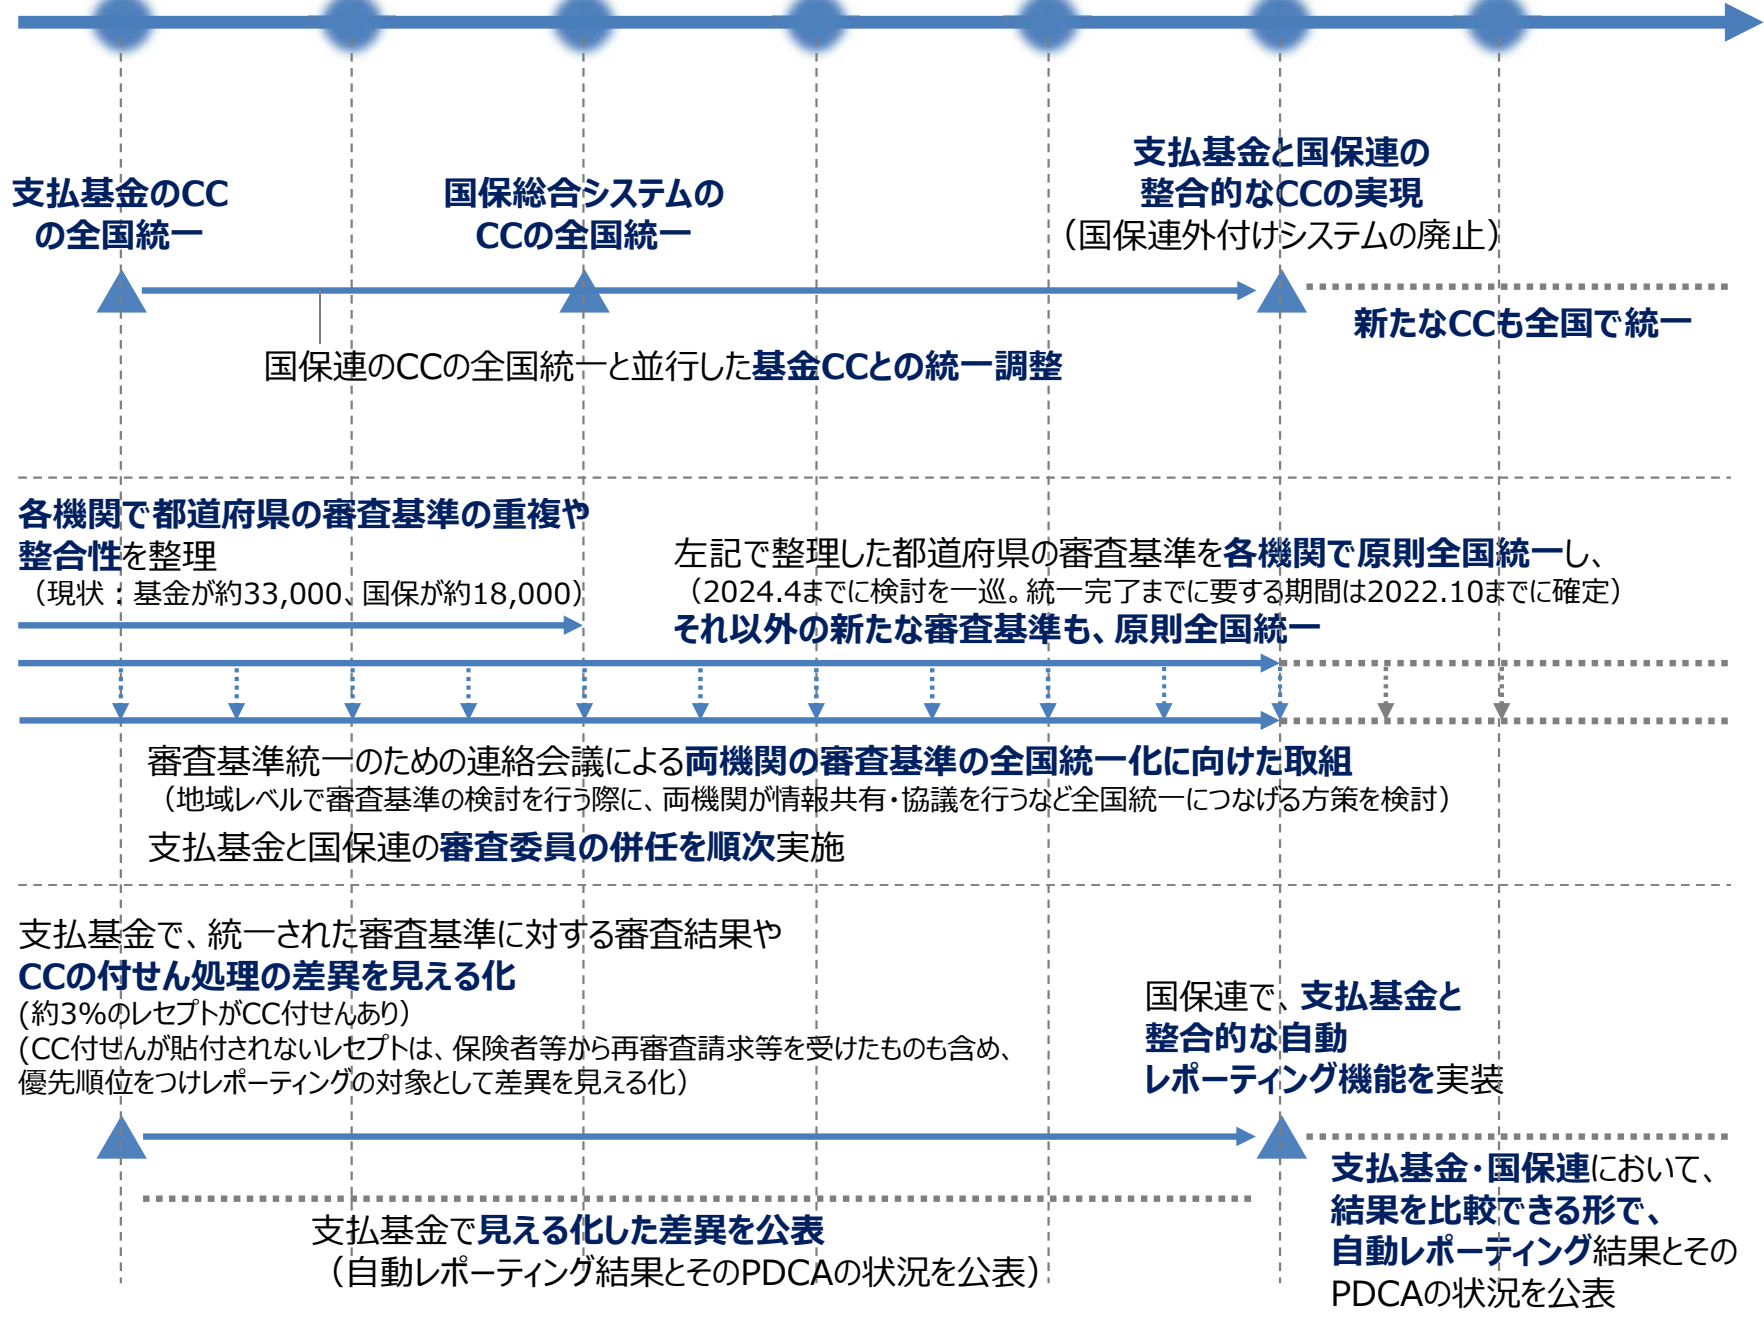 支払基金のCC
の全国統一
国保総合システムの
CCの全国統一
支払基金と国保連の
整合的なCCの実現
（国保連外付けシステムの廃止）
新たなCCも全国で統一
国保連のCCの全国統一と並行した基金CCとの統一調整
各機関で都道府県の審査基準の重複や
整合性を整理
（現状：基金が約33,000、国保が約18,000）
左記で整理した都道府県の審査基準を各機関で原則全国統一し、
（2024.4までに検討を一巡。統一完了までに要する期間は2022.10までに確定）
それ以外の新たな審査基準も、原則全国統一
審査基準統一のための連絡会議による両機関の審査基準の全国統一化に向けた取組
（地域レベルで審査基準の検討を行う際に、両機関が情報共有・協議を行うなど全国統一につなげる方策を検討）
支払基金と国保連の審査委員の併任を順次実施
支払基金で、統一された審査基準に対する審査結果や
CCの付せん処理の差異を見える化
(約3%のレセプトがCC付せんあり）
(CC付せんが貼付されないレセプトは、保険者等から再審査請求等を受けたものも含め、
優先順位をつけレポーティングの対象として差異を見える化）
国保連で、支払基金と
整合的な自動
レポーティング機能を実装
支払基金で見える化した差異を公表
（自動レポーティング結果とそのPDCAの状況を公表）
支払基金・国保連において、
結果を比較できる形で、
自動レポーティング結果とその
PDCAの状況を公表